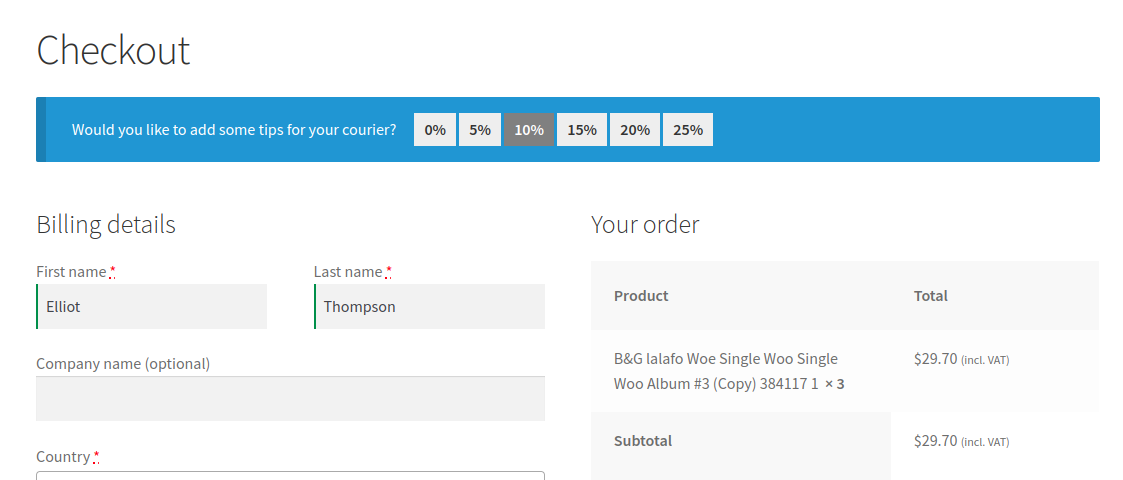 Checkout
Would you like to add some tips for your courier? 0% 5% 10% 15% 20% 25%
Billing details
First name *
Last name *
Elliot
Thompson
Company name (optional)
Country *
Your order
Product Total
B&G lalafo Woe Single Woo Single
Woo Album #3 (Copy) 384117 1 × 3
$29.70 (incl. VAT)
Subtotal $29.70 (incl. VAT)